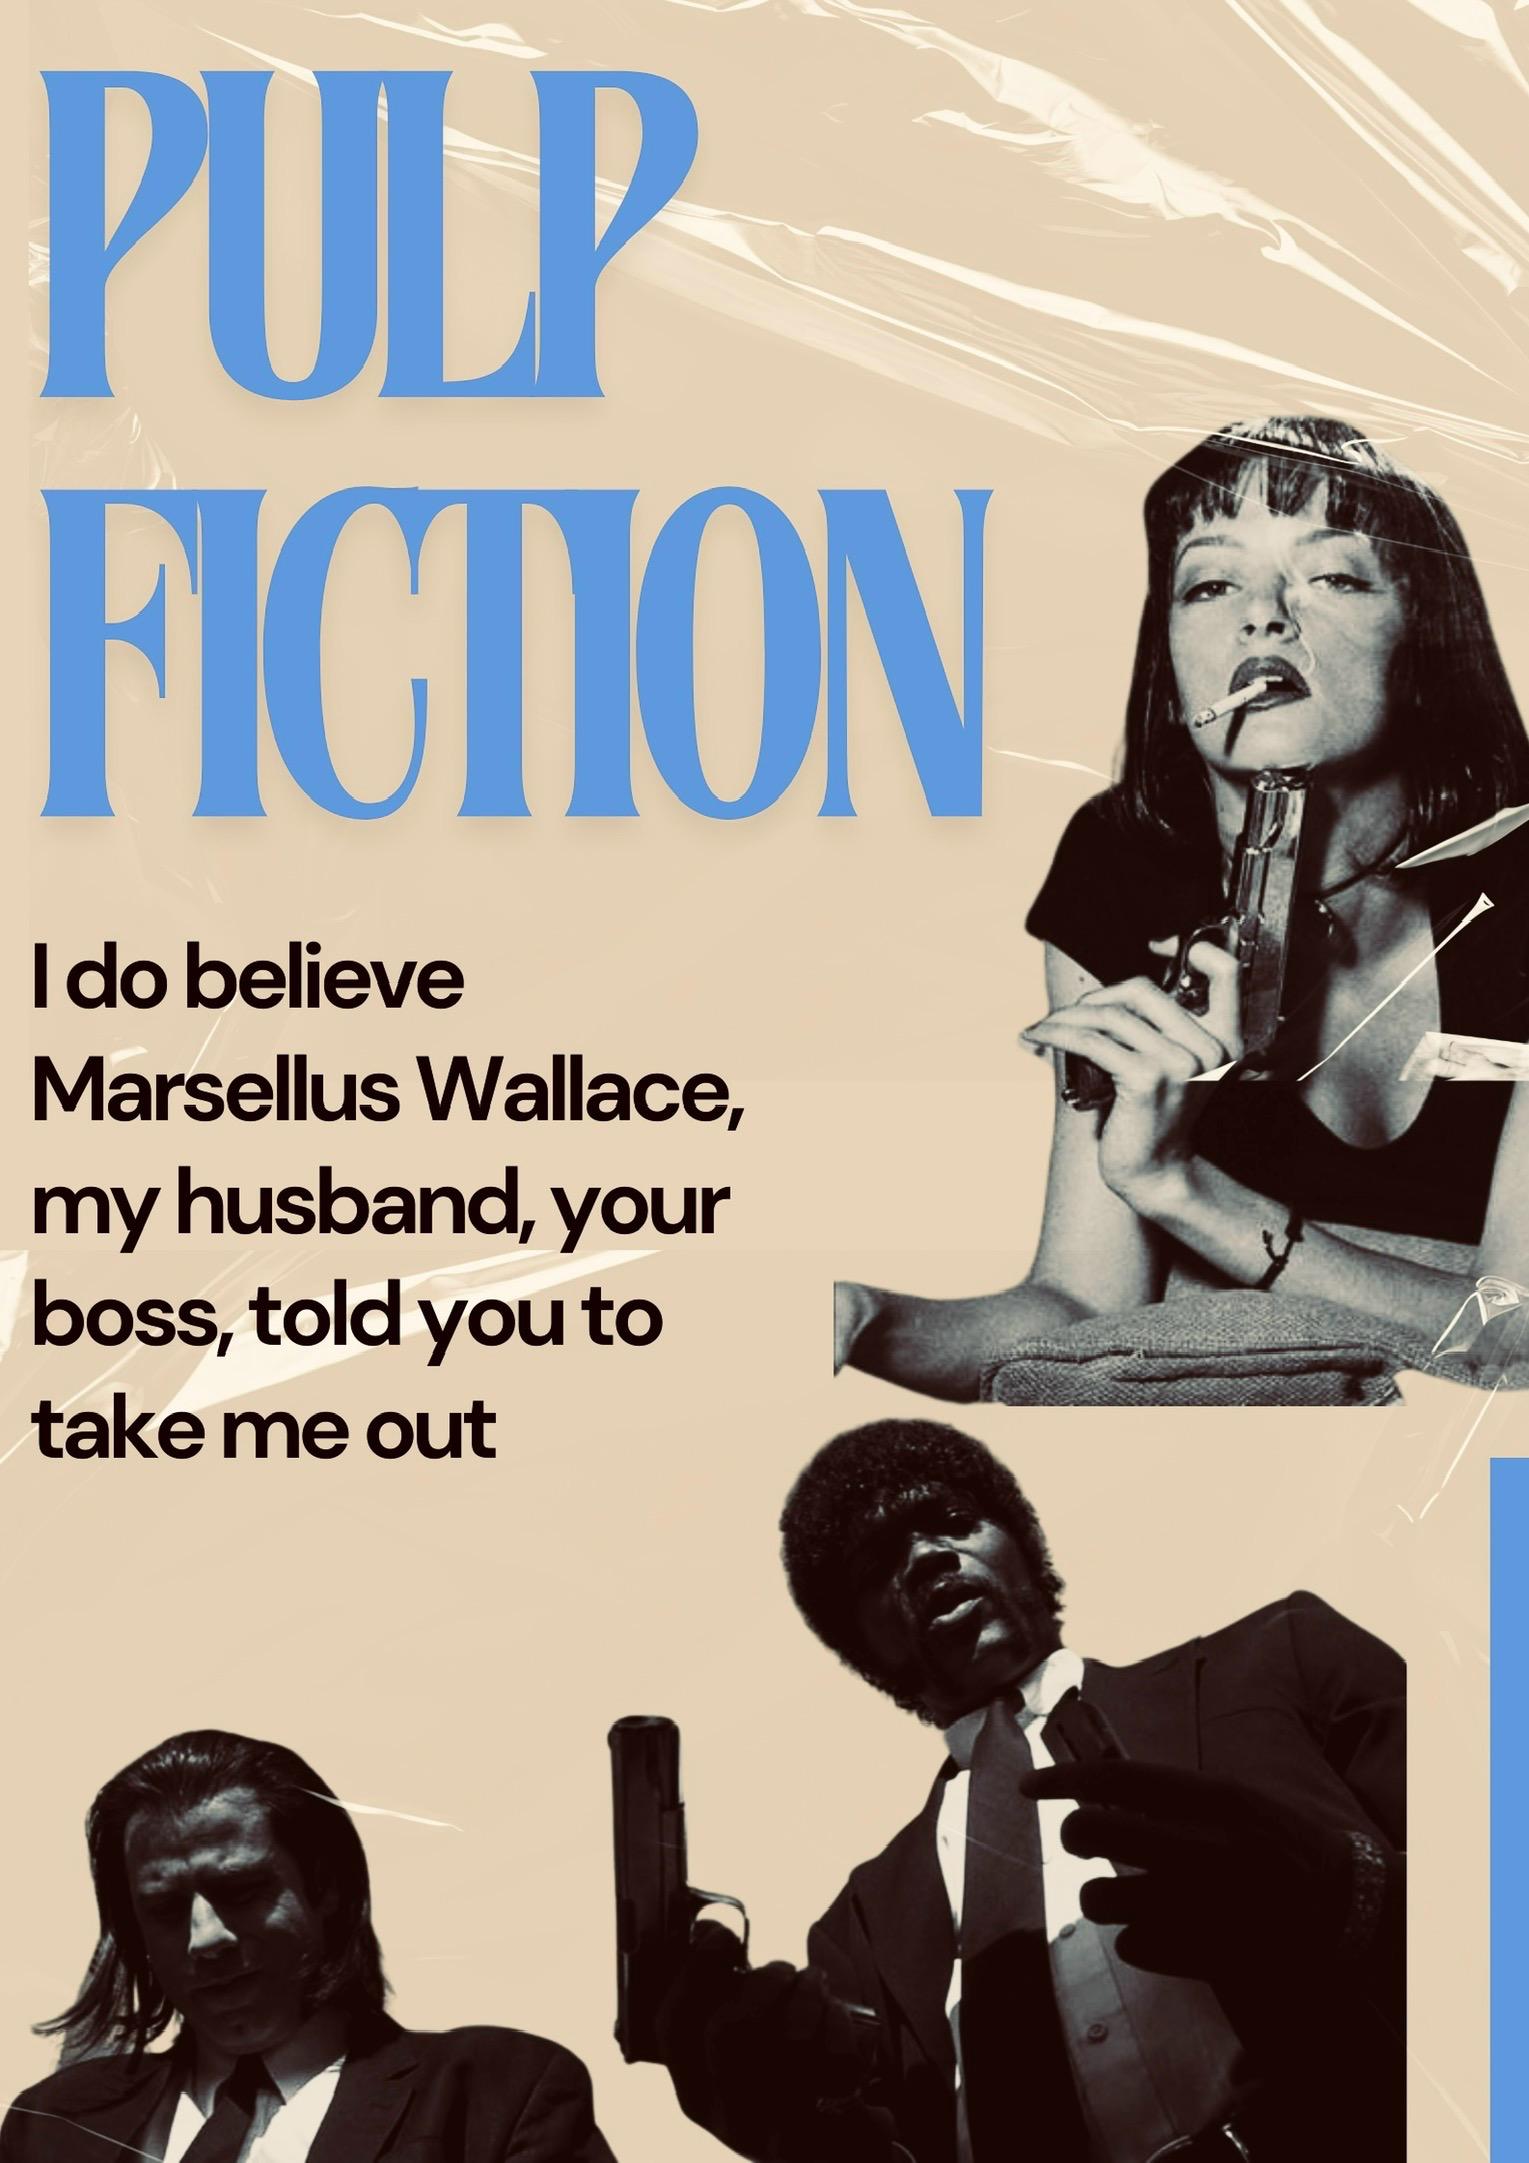 PULP
FICTION
I do believe
Marsellus Wallace,
my husband, your
boss, told you to
take me out